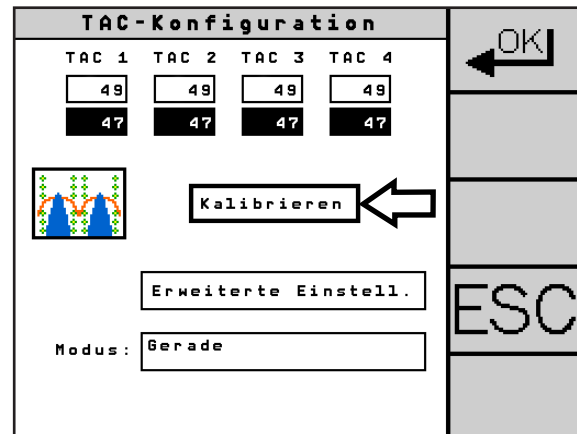 TAC-Konfiguration
OK
TAC 1 TAC 2 TAC 3 TAC 4
49 49 49 49
47 47 47 47
Kalibrieren
Erweiterte Einstell.
ESC
Modus: Gerade